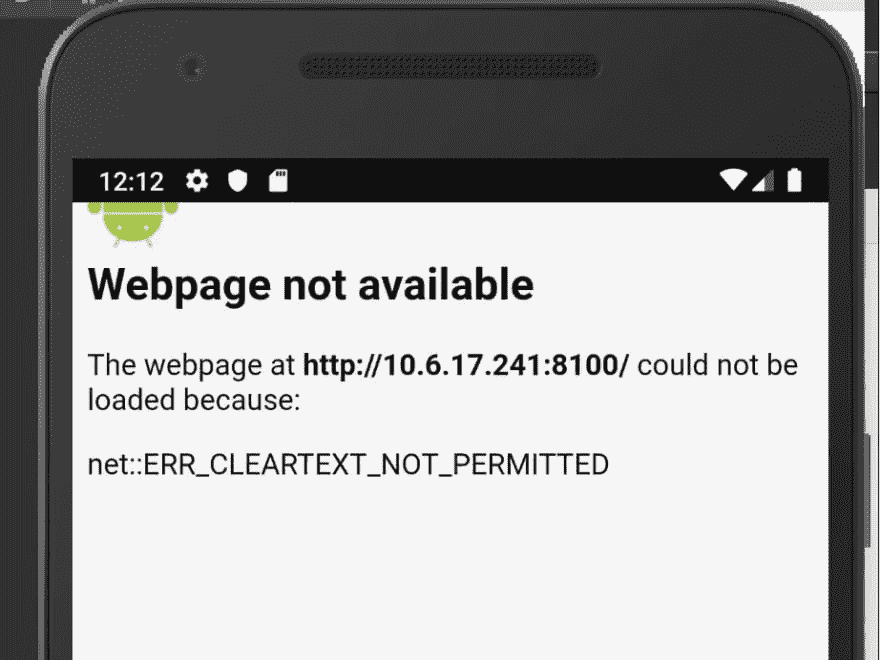 12:12
Webpage not available
The webpage at http://10.6.17.241:8100/ could not be
loaded because:
net::ERR_CLEARTEXT_NOT_PERMITTED